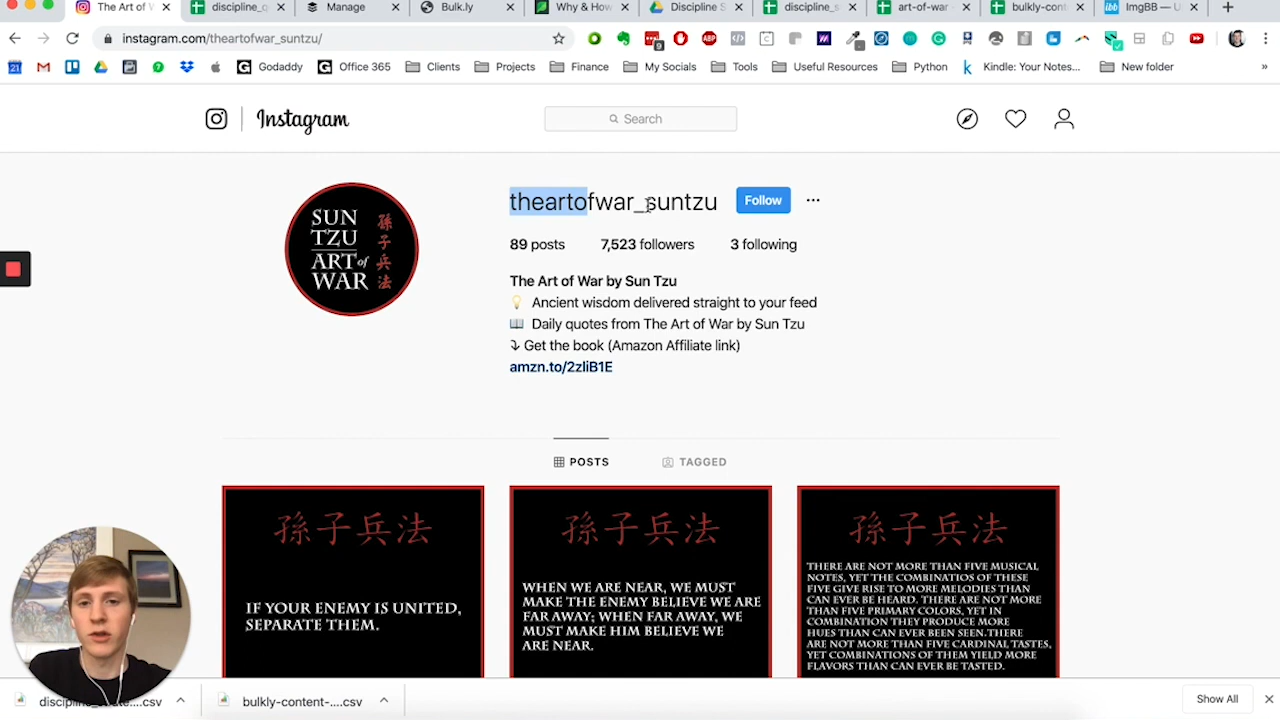 The Art of W
discipline_q
Manage
Bulk.ly
Why & How
Discipline S
discipline_s
art-of-war -
bulkly-cont
ImgBB — U
instagram.com/theartofwar_suntzu/
9
21
Godaddy
Office 365
Clients
Projects
Finance
My Socials
Tools
Useful Resources
Python
Kindle: Your Notes...
New folder
»
Instagram
Search
theartofwar_suntzu
Follow
89 posts
7,523 followers
3 following
SUN
TZU
ART of
WAR
孫
子
兵
法
The Art of War by Sun Tzu
Ancient wisdom delivered straight to your feed
Daily quotes from The Art of War by Sun Tzu
Get the book (Amazon Affiliate link)
amzn.to/2zliB1E
POSTS
TAGGED
孫子兵法
IF YOUR ENEMY IS UNITED,
SEPARATE THEM.
孫子兵法
WHEN WE ARE NEAR, WE MUST
MAKE THE ENEMY BELIEVE WE ARE
FAR AWAY; WHEN FAR AWAY, WE
MUST MAKE HIM BELIEVE WE
ARE NEAR.
孫子兵法
THERE ARE NOT MORE THAN FIVE MUSICAL
NOTES, YET THE COMBINATIOS OF THESE
FIVE GIVE RISE TO MORE MELODIES THAN
CAN EVER BE HEARD. THERE ARE NOT MORE
THAN FIVE PRIMARY COLORS, YET IN
COMBINATION THEY PRODUCE MORE
HUES THAN CAN EVER BEEN SEEN.THERE
ARE NOT MORE THAN FIVE CARDINAL TASTES,
YET COMBINATIONS OF THEM YIELD MORE
FLAVORS THAN CAN EVER BE TASTED.
....csv
bulkly-content-....csv
Show All